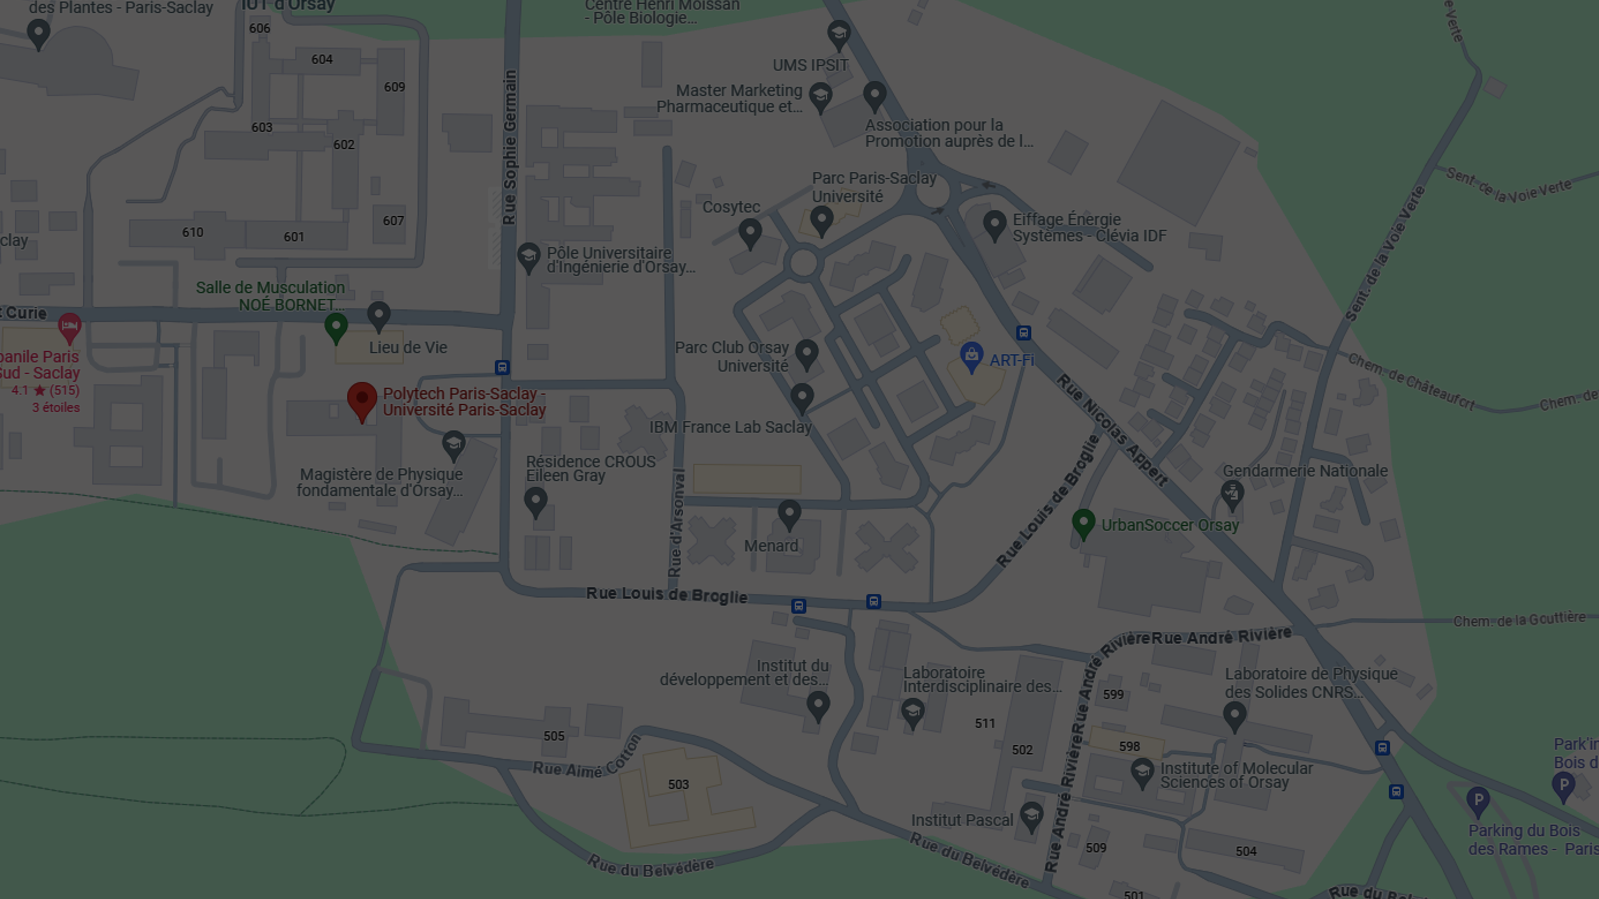 des Plantes - Paris-Saclay
IUT d'Orsay
Centre Henri Moissan
- Pôle Biologie...
606
604
609
603
602
607
610
601
clay
UMS IPSIT
Master Marketing
Pharmaceutique et...
Association pour la
Promotion auprès de l...
Rue Sophie Germain
Parc Paris-Saclay
Université
Cosytec
Eiffage Énergie
Systèmes - Clévia IDF
Sent. de la Voie Verte
Sent. de la Voie Verte
Pôle Universitaire
d'Ingénierie d'Orsay...
Salle de Musculation
NOÉ BORNET...
t Curie
Lieu de Vie
panile Paris
Sud - Saclay
4.1 ★ (515)
3 étoiles
Parc Club Orsay
Université
ART-Fi
Chem. de Châteaufort
Chem. de
Polytech Paris-Saclay -
Université Paris-Saclay
IBM France Lab Saclay
Rue Nicolas Appert
Magistère de Physique
fondamentale d'Orsay...
Résidence CROUS
Eileen Gray
Gendarmerie Nationale
Rue d'Arsonval
Menard
Rue Louis de Broglie
UrbanSoccer Orsay
Rue Louis de Broglie
Chem. de la Gouttière
Rue André Rivière
Rue André Rivière
Rue André Rivière
Institut du
développement et des...
Laboratoire
Interdisciplinaire des...
Laboratoire de Physique
des Solides CNRS...
599
511
502
598
505
503
Rue Aimé Cotton
Institute of Molecular
Sciences of Orsay
Institut Pascal
Park'in
Bois d
Parking du Bois
des Rames - Paris
Rue du Belvédère
Rue du Belvédère
509
504
501
Rue du Bel